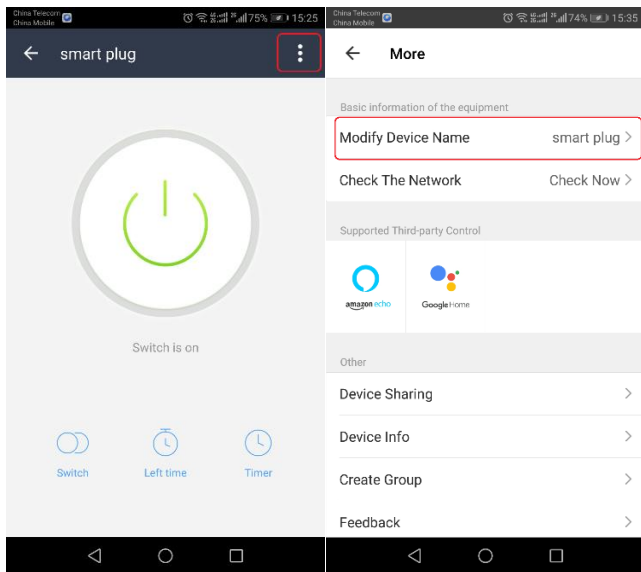 China Telecom
China Mobile
75% 15:25
smart plug
Switch is on
Switch
Left time
Timer
China Telecom
China Mobile
74% 15:35
More
Basic information of the equipment
Modify Device Name smart plug
Check The Network Check Now
Supported Third-party Control
amazon echo
Google Home
Other
Device Sharing
Device Info
Create Group
Feedback